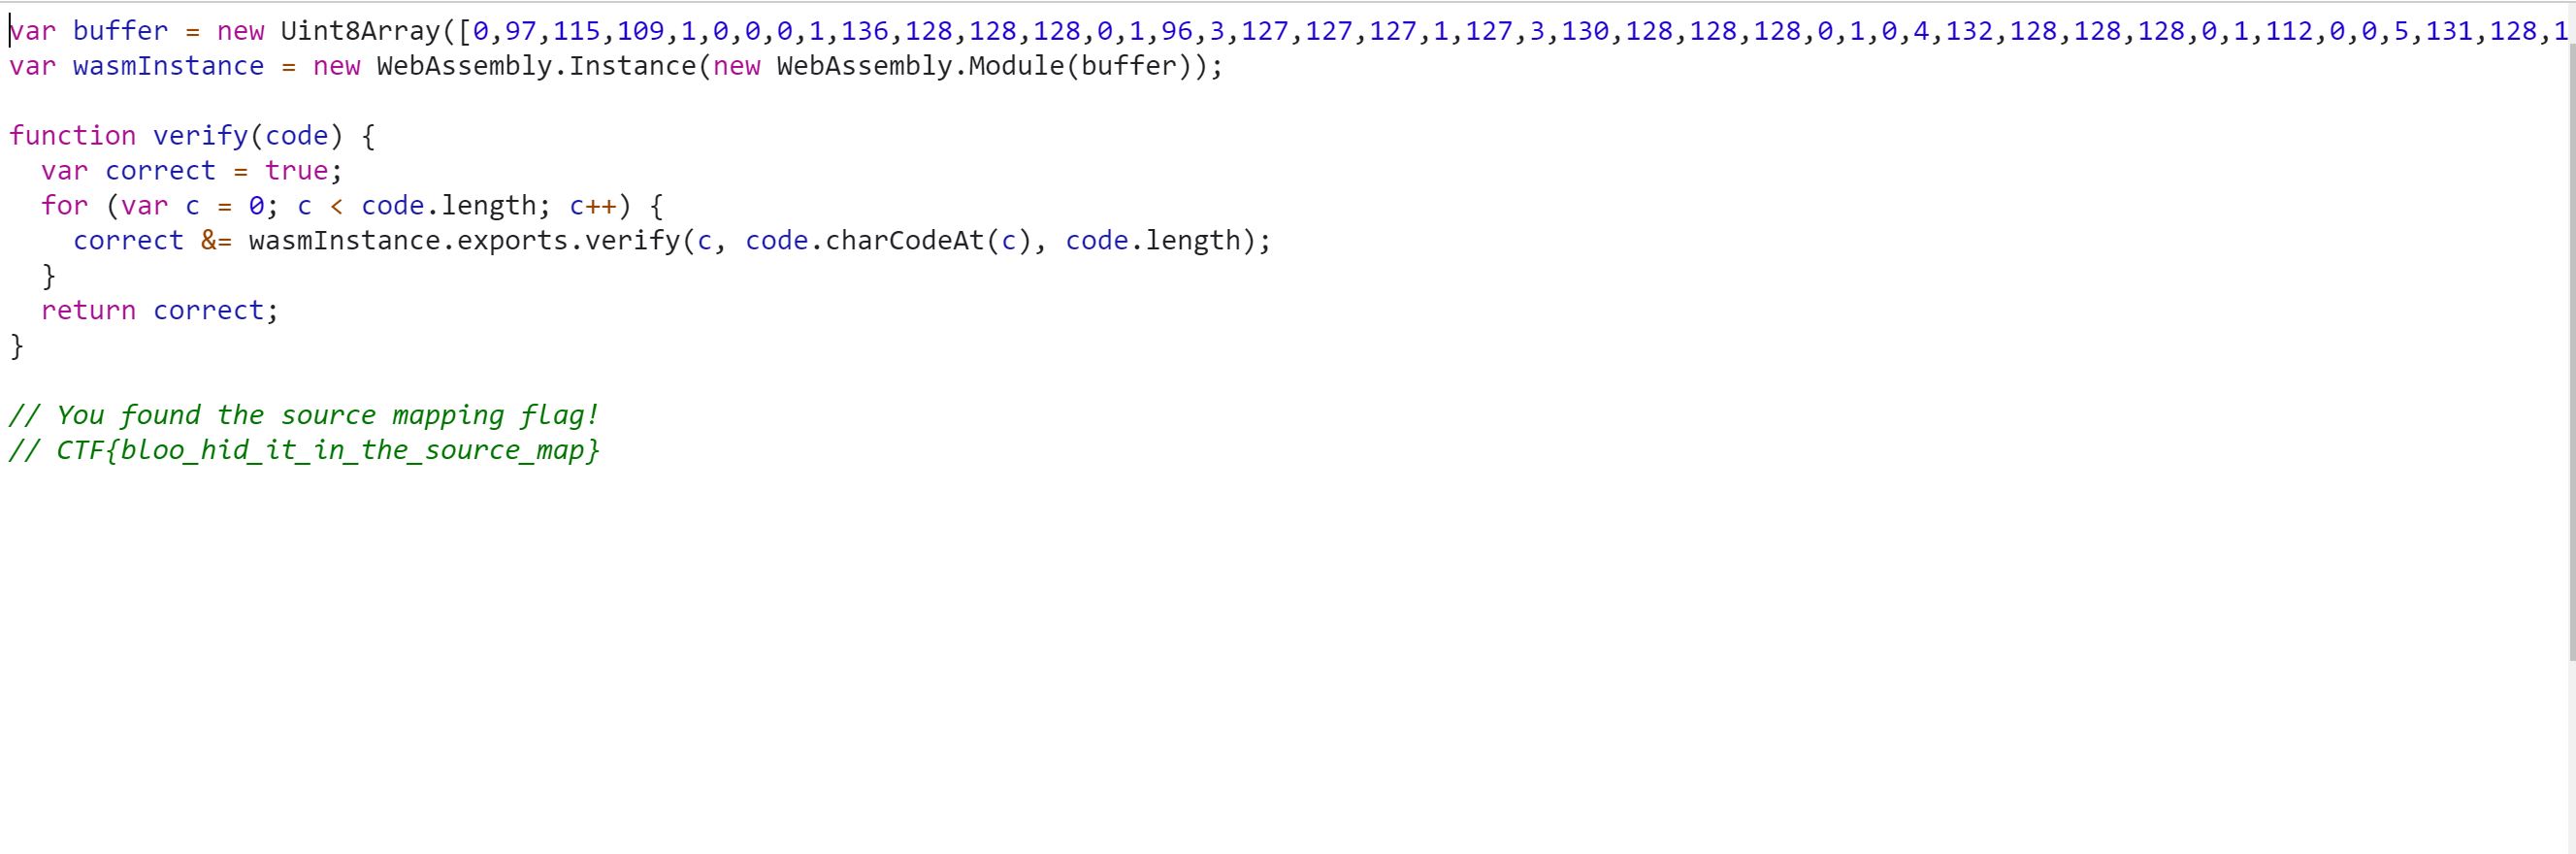 var buffer = new Uint8Array([0,97,115,109,1,0,0,0,1,136,128,128,128,0,1,96,3,127,127,127,1,127,3,130,128,128,128,0,1,0,4,132,128,128,128,0,1,112,0,0,5,131,128,1
var wasmInstance = new WebAssembly.Instance(new WebAssembly.Module(buffer));
function verify(code) {
  var correct = true;
  for (var c = 0; c < code.length; c++) {
    correct &= wasmInstance.exports.verify(c, code.charCodeAt(c), code.length);
  }
  return correct;
}
// You found the source mapping flag!
// CTF{bloo_hid_it_in_the_source_map}